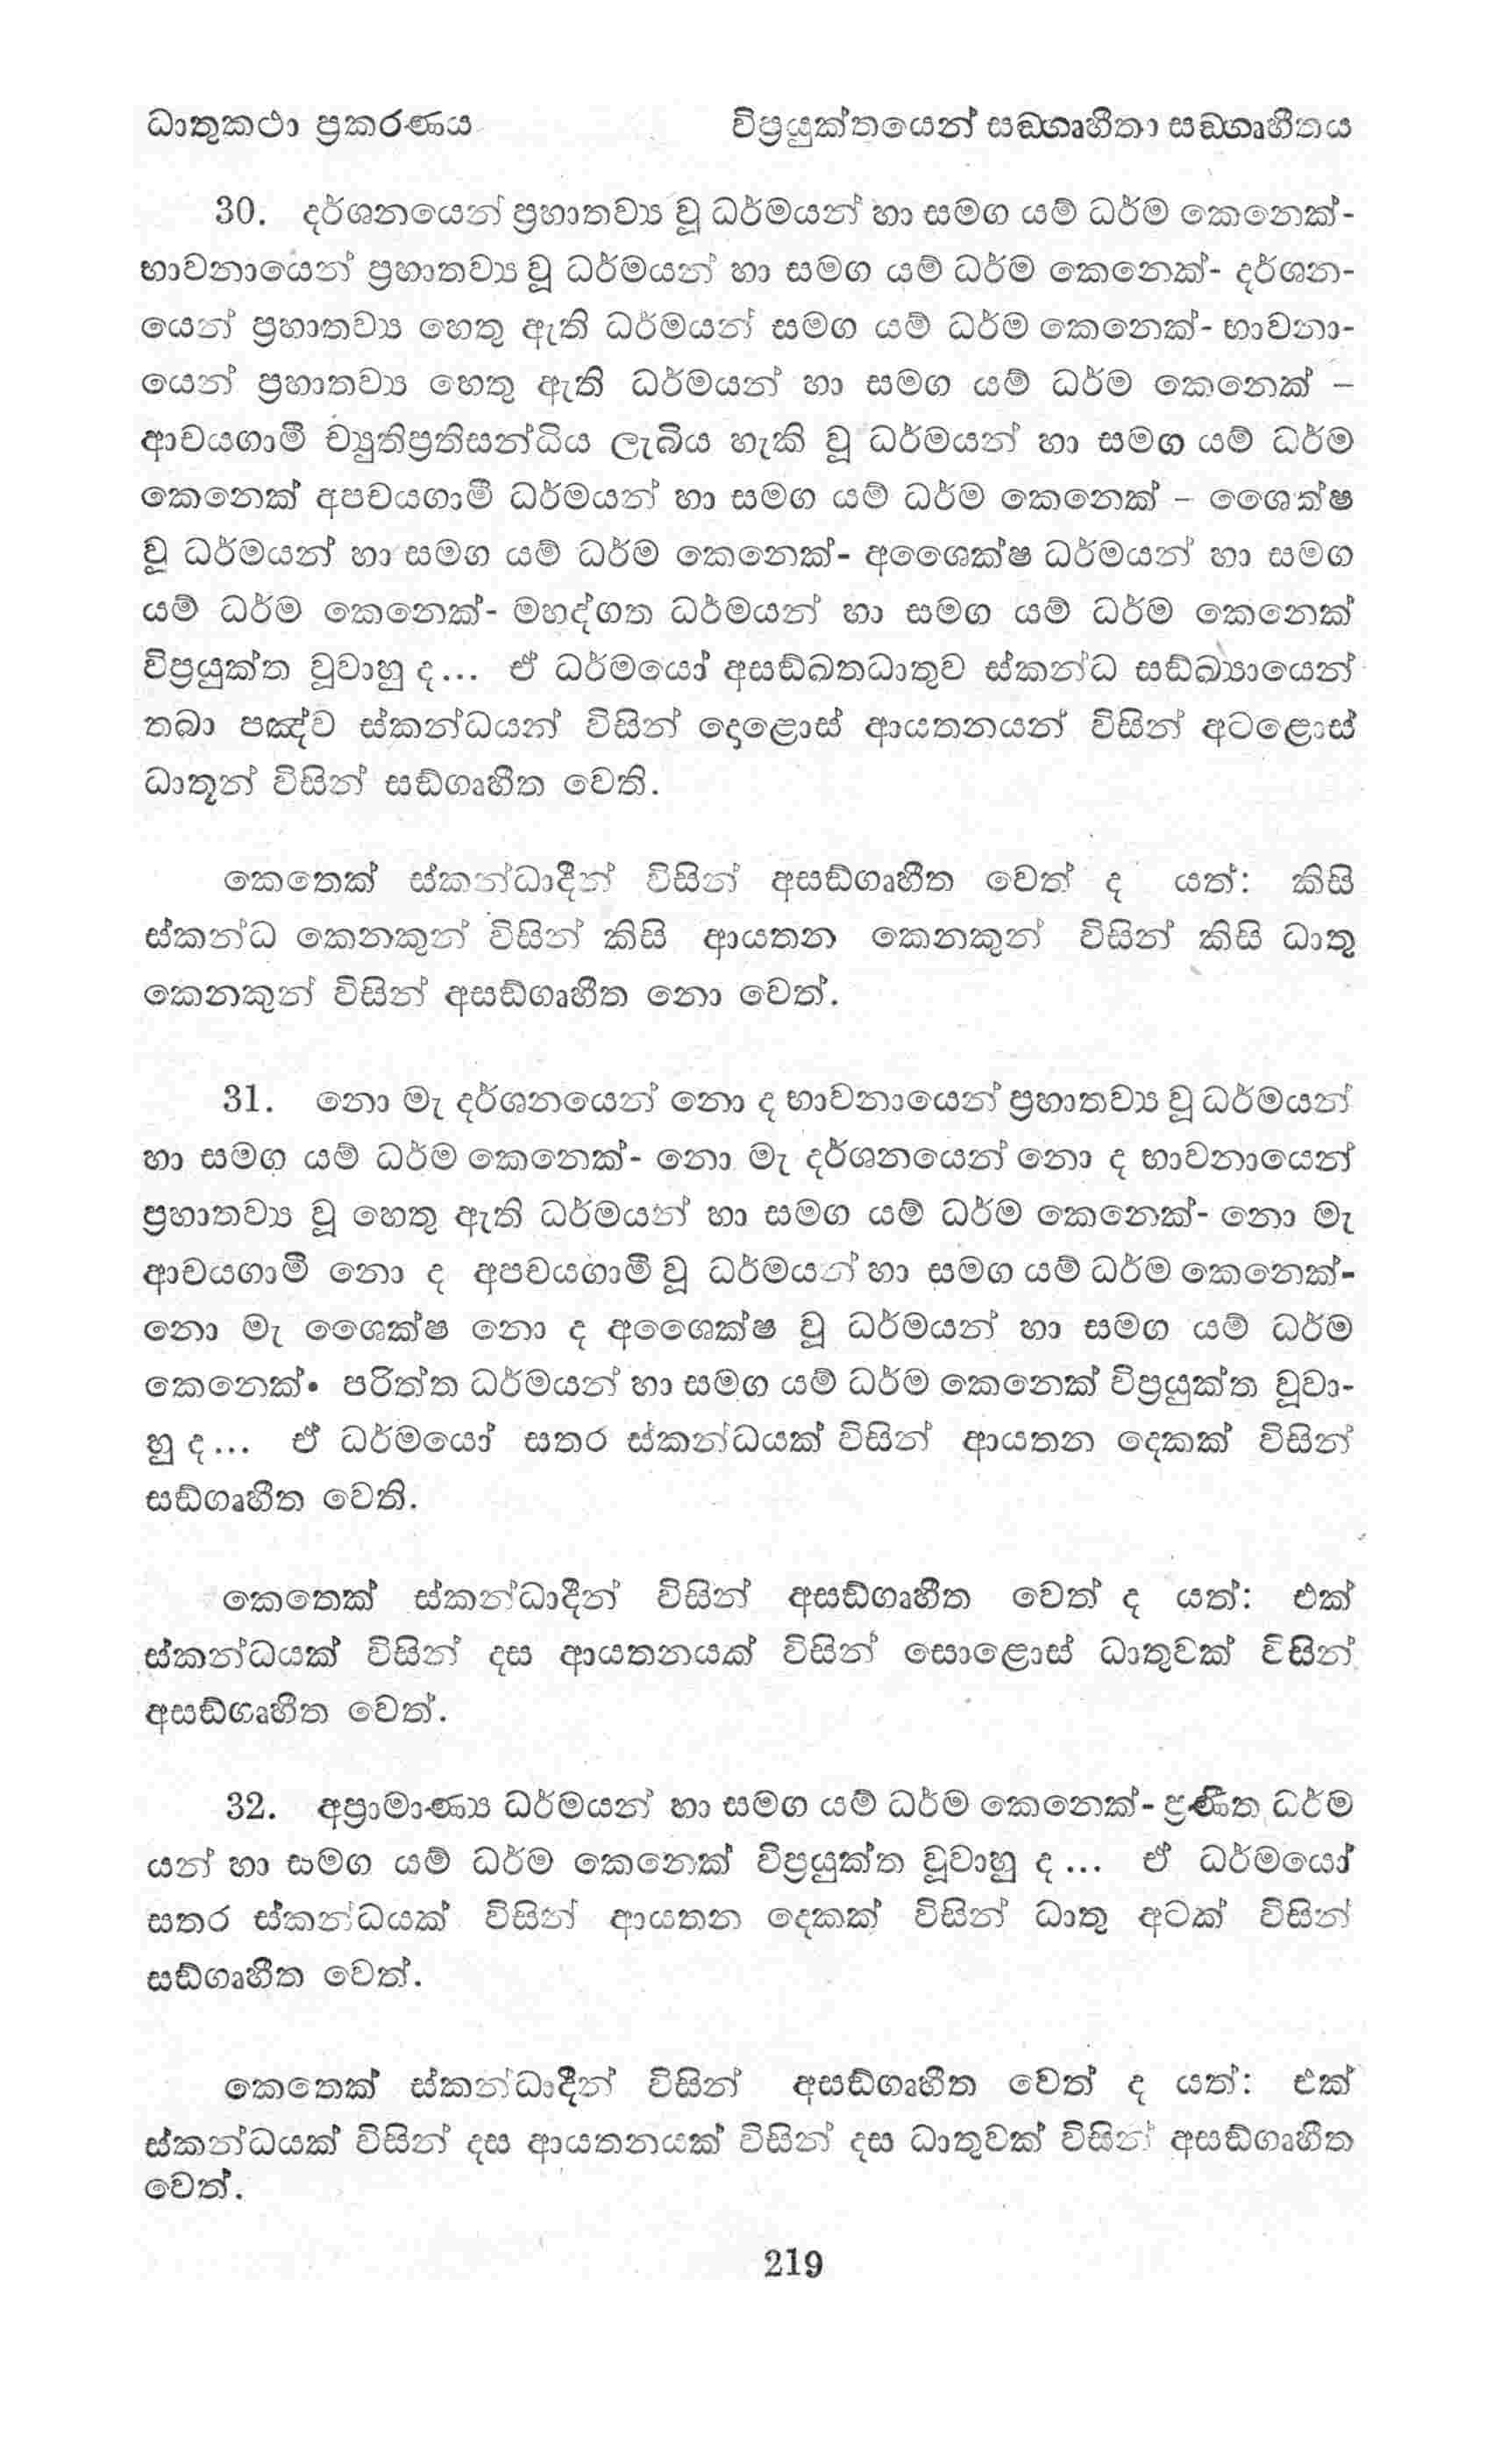 ධාතුකථා ප්‍රකරණය විප්‍රයුක්තයෙන් සඞ්ගෘහීතා සඞ්ගෘහීතය
30. දර්ශනයෙන් ප්‍රහාතව්‍ය වූ ධර්මයන් හා සමග යම් ධර්ම කෙනෙක්-
භාවනායෙන් ප්‍රහාතව්‍ය වූ ධර්මයන් හා සමග යම් ධර්ම කෙනෙක්- දර්ශන-
යෙන් ප්‍රහාතව්‍ය හෙතු ඇති ධර්මයන් සමග යම් ධර්ම කෙනෙක්- භාවනා-
යෙන් ප්‍රහාතව්‍ය හෙතු ඇති ධර්මයන් හා සමග යම් ධර්ම කෙනෙක් –
ආචයගාමී ච්‍යුතිප්‍රතිසන්ධිය ලැබිය හැකි වූ ධර්මයන් හා සමග යම් ධර්ම
කෙනෙක් අපචයගාමී ධර්මයන් හා සමග යම් ධර්ම කෙනෙක් – ශෛක්ෂ
වූ ධර්මයන් හා සමග යම් ධර්ම කෙනෙක්- අශෛක්ෂ ධර්මයන් හා සමග
යම් ධර්ම කෙනෙක්- මහද්ගත ධර්මයන් හා සමග යම් ධර්ම කෙනෙක්
විප්‍රයුක්ත වූවාහු ද... ඒ ධර්මයෝ අසඞ්ඛතධාතුව ස්කන්ධ සඞ්ඛ්‍යායෙන්
තබා පඤ්ච ස්කන්ධයන් විසින් දොළොස් ආයතනයන් විසින් අටළොස්
ධාතූන් විසින් සඞ්ගෘහීත වෙති.
කෙතෙක් ස්කන්ධාදීන් විසින් අසඞ්ගෘහීත වෙත් ද යත්: කිසි
ස්කන්ධ කෙනකුන් විසින් කිසි ආයතන කෙනකුන් විසින් කිසි ධාතු
කෙනකුන් විසින් අසඞ්ගෘහීත නො වෙත්.
31. නො මැ දර්ශනයෙන් නො ද භාවනායෙන් ප්‍රහාතව්‍ය වූ ධර්මයන්
හා සමග යම් ධර්ම කෙනෙක්- නො මැ දර්ශනයෙන් නො ද භාවනායෙන්
ප්‍රහාතව්‍ය වූ හෙතු ඇති ධර්මයන් හා සමග යම් ධර්ම කෙනෙක්- නො මැ
ආචයගාමී නො ද අපචයගාමී වූ ධර්මයන් හා සමග යම් ධර්ම කෙනෙක්-
නො මැ ශෛක්ෂ නො ද අශෛක්ෂ වූ ධර්මයන් හා සමග යම් ධර්ම
කෙනෙක්• පරිත්ත ධර්මයන් හා සමග යම් ධර්ම කෙනෙක් විප්‍රයුක්ත වූවා-
හු ද... ඒ ධර්මයෝ සතර ස්කන්ධයක් විසින් ආයතන දෙකක් විසින්
සඞ්ගෘහීත වෙති.
කෙතෙක් ස්කන්ධාදීන් විසින් අසඞ්ගෘහීත වෙත් ද යත්: එක්
ස්කන්ධයක් විසින් දස ආයතනයක් විසින් සොළොස් ධාතුවක් විසින්
අසඞ්ගෘහීත වෙත්.
32. අප්‍රාමාණ්‍ය ධර්මයන් හා සමග යම් ධර්ම කෙනෙක්- ප්‍රණීත ධර්ම
යන් හා සමග යම් ධර්ම කෙනෙක් විප්‍රයුක්ත වූවාහු ද... ඒ ධර්මයෝ
සතර ස්කන්ධයක් විසින් ආයතන දෙකක් විසින් ධාතු අටක් විසින්
සඞ්ගෘහීත වෙත්.
කෙතෙක් ස්කන්ධාදීන් විසින් අසඞ්ගෘහීත වෙත් ද යත්: එක්
ස්කන්ධයක් විසින් දස ආයතනයක් විසින් දස ධාතුවක් විසින් අසඞ්ගෘහීත
වෙත්.
219